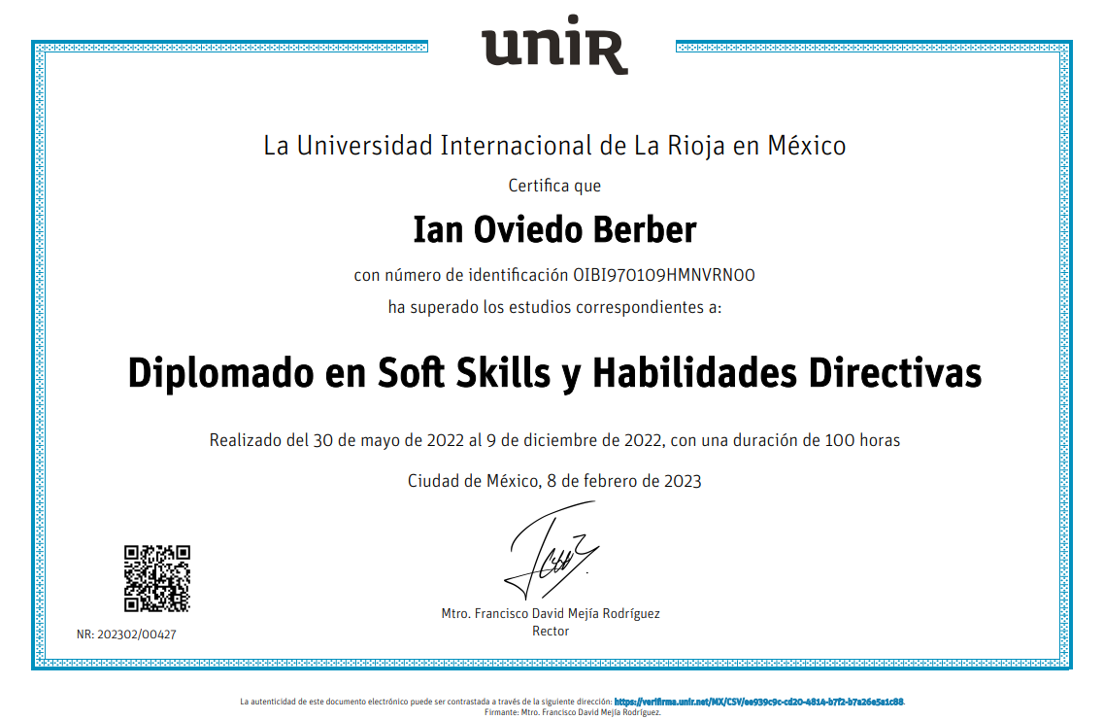 unir
La Universidad Internacional de La Rioja en México
Certifica que
Ian Oviedo Berber
con número de identificación OIBI970109HMNVRN00
ha superado los estudios correspondientes a:
Diplomado en Soft Skills y Habilidades Directivas
Realizado del 30 de mayo de 2022 al 9 de diciembre de 2022, con una duración de 100 horas
Ciudad de México, 8 de febrero de 2023
Mtro. Francisco David Mejía Rodríguez
Rector
NR: 202302/00427
La autenticidad de este documento electrónico puede ser contrastada a través de la siguiente dirección: https://verifirma.unir.net/MX/CSV/ee939c9c-cd20-4814-b7f2-b7a26e5a1c88.
Firmante: Mtro. Francisco David Mejía Rodríguez.